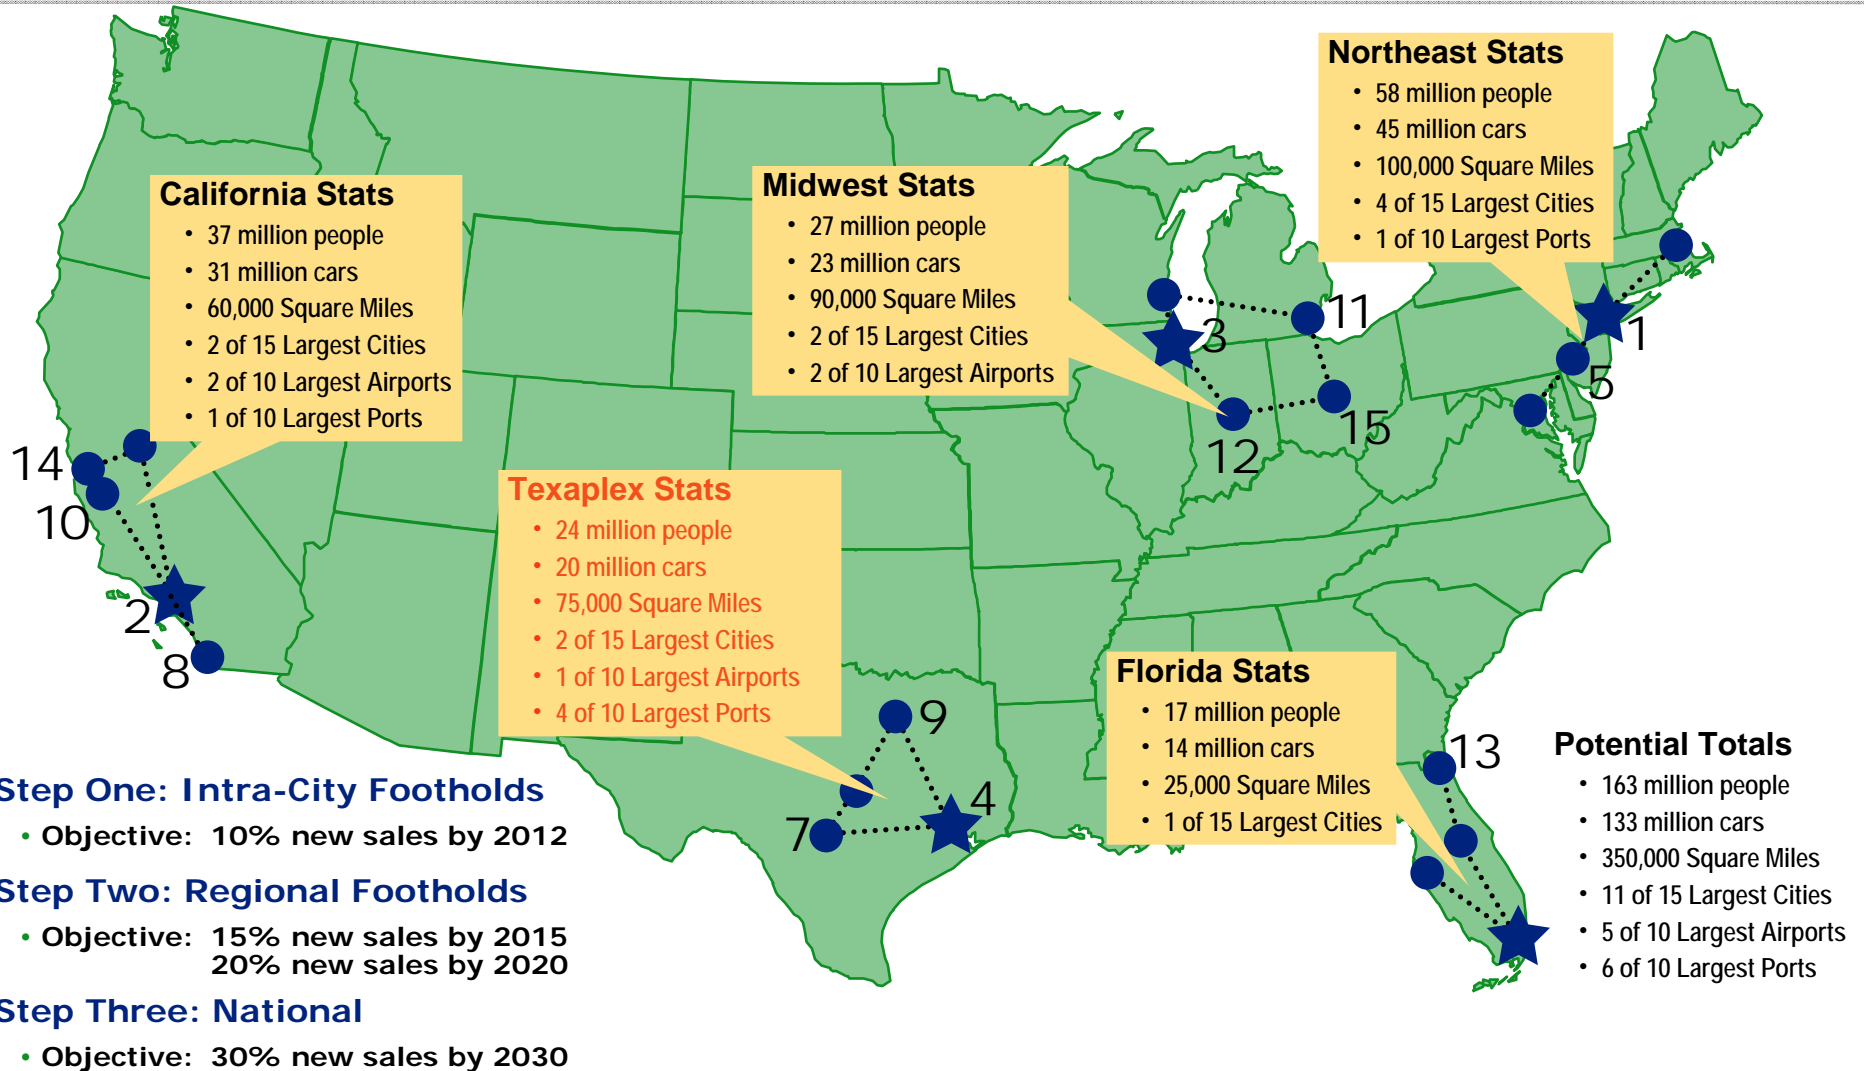 Northeast Stats
• 58 million people
• 45 million cars
• 100,000 Square Miles
• 4 of 15 Largest Cities
• 1 of 10 Largest Ports
Midwest Stats
• 27 million people
• 23 million cars
• 90,000 Square Miles
• 2 of 15 Largest Cities
• 2 of 10 Largest Airports
California Stats
• 37 million people
• 31 million cars
• 60,000 Square Miles
• 2 of 15 Largest Cities
• 2 of 10 Largest Airports
• 1 of 10 Largest Ports
11
3
1
5
15
12
14
10
2
8
Texaplex Stats
• 24 million people
• 20 million cars
• 75,000 Square Miles
• 2 of 15 Largest Cities
• 1 of 10 Largest Airports
• 4 of 10 Largest Ports
9
4
7
Florida Stats
• 17 million people
• 14 million cars
• 25,000 Square Miles
• 1 of 15 Largest Cities
13
Potential Totals
• 163 million people
• 133 million cars
• 350,000 Square Miles
• 11 of 15 Largest Cities
• 5 of 10 Largest Airports
• 6 of 10 Largest Ports
Step One: Intra-City Footholds
• Objective: 10% new sales by 2012
Step Two: Regional Footholds
• Objective: 15% new sales by 2015
20% new sales by 2020
Step Three: National
• Objective: 30% new sales by 2030